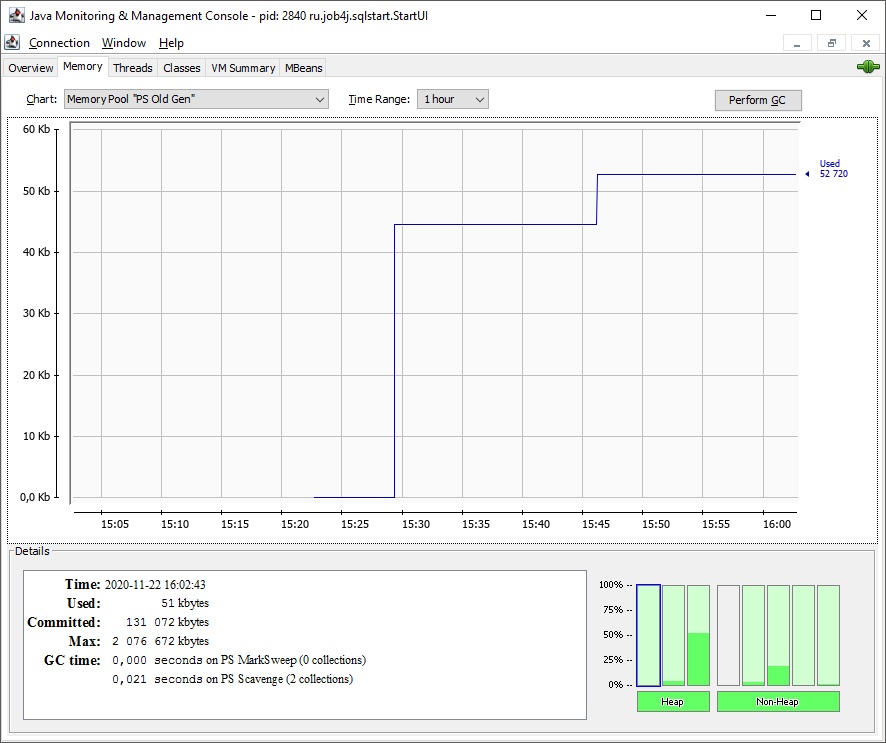 Java Monitoring & Management Console - pid: 2840 ru.job4j.sqlstart.StartUI
Connection Window Help
Overview Memory Threads Classes VM Summary MBeans
Chart: Memory Pool "PS Old Gen" Time Range: 1 hour Perform GC
60 Kb
Used
52 720
50 Kb
40 Kb
30 Kb
20 Kb
10 Kb
0,0 Kb
15:05 15:10 15:15 15:20 15:25 15:30 15:35 15:40 15:45 15:50 15:55 16:00
Details
Time: 2020-11-22 16:02:43
Used: 51 kbytes
Committed: 131 072 kbytes
Max: 2 076 672 kbytes
GC time: 0,000 seconds on PS MarkSweep (0 collections)
0,021 seconds on PS Scavenge (2 collections)
100% --
75% --
50% --
25% --
0% --
Heap Non-Heap